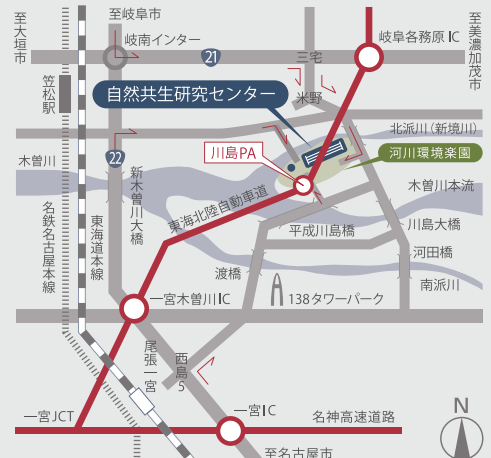 至大垣市
至岐阜市
岐南インター
21
岐阜各務原IC
至美濃加茂市
三宅
米野
笠松駅
自然共生研究センター
北派川(新境川)
河川環境楽園
川島PA
木曽川
22
新木曽川大橋
東海北陸自動車道
木曽川本流
川島大橋
平成川島橋
河田橋
渡橋
南派川
名鉄名古屋本線
東海道本線
138タワーパーク
一宮木曽川IC
尾張一宮
西島5
一宮JCT
一宮IC
名神高速道路
至名古屋市
N